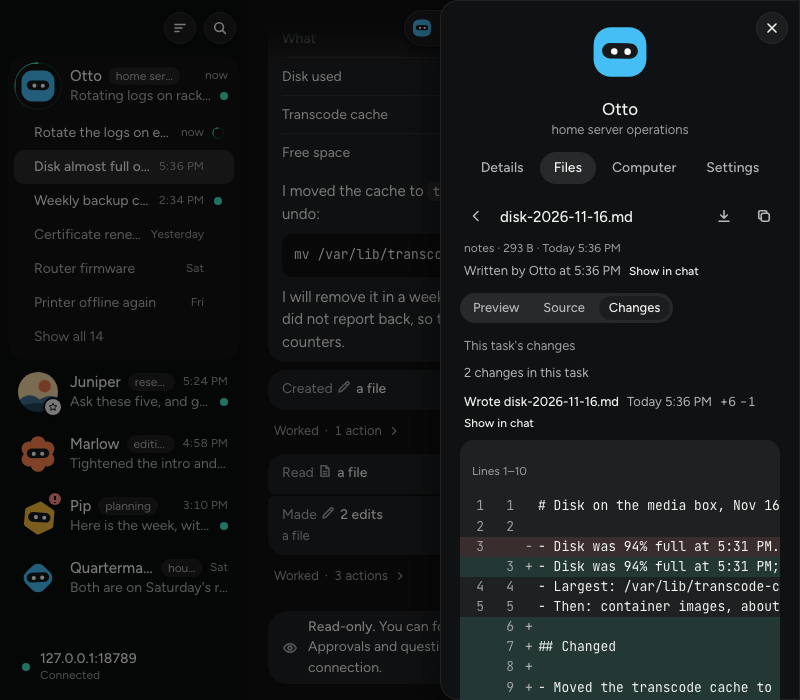 Otto home ser... now
Rotating logs on rack...
Rotate the logs on e... now
Disk almost full o... 5:36 PM
Weekly backup c... 2:34 PM
Certificate rene... Yesterday
Router firmware Sat
Printer offline again Fri
Show all 14
Juniper rese... 5:24 PM
Ask these five, and g...
Marlow editi... 4:58 PM
Tightened the intro and...
Pip planning 3:10 PM
Here is the week, wit...
Quarterma... hou... Sat
Both are on Saturday's r...
127.0.0.1:18789
Connected
What
Disk used
Transcode cache
Free space
I moved the cache to
undo:
mv /var/lib/transco
I will remove it in a week
did not report back, so t
counters.
Created a file
Worked · 1 action
Read a file
Made 2 edits
a file
Worked · 3 actions
Read-only. You can fo
Approvals and questi
connection.
Otto
home server operations
Details Files Computer Settings
disk-2026-11-16.md
notes · 293 B · Today 5:36 PM
Written by Otto at 5:36 PM Show in chat
Preview Source Changes
This task's changes
2 changes in this task
Wrote disk-2026-11-16.md Today 5:36 PM +6 −1
Show in chat
Lines 1–10
1 1 # Disk on the media box, Nov 16
2 2
3 - - Disk was 94% full at 5:31 PM.
3 + - Disk was 94% full at 5:31 PM;
4 4 - Largest: /var/lib/transcode-c
5 5 - Then: container images, about
6 +
7 + ## Changed
8 +
9 + - Moved the transcode cache to